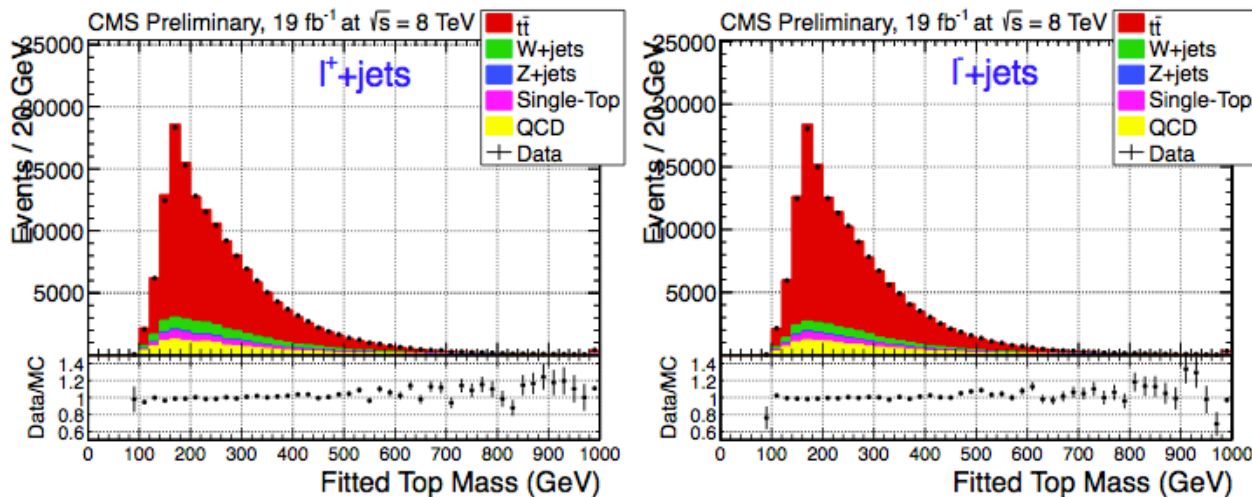 CMS Preliminary, 19 fb⁻¹ at √s = 8 TeV
Events / 20 GeV
25000
20000
15000
10000
5000
l⁺+jets
tt̄
W+jets
Z+jets
Single-Top
QCD
Data
Data/MC
1.4
1.2
1
0.8
0.6
0 100 200 300 400 500 600 700 800 900 1000
Fitted Top Mass (GeV)
CMS Preliminary, 19 fb⁻¹ at √s = 8 TeV
Events / 20 GeV
25000
20000
15000
10000
5000
l⁻+jets
tt̄
W+jets
Z+jets
Single-Top
QCD
Data
Data/MC
1.4
1.2
1
0.8
0.6
0 100 200 300 400 500 600 700 800 900 1000
Fitted Top Mass (GeV)